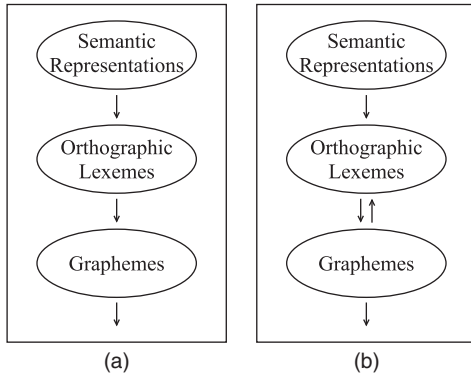 Semantic
Representations
Orthographic
Lexemes
Graphemes
(a)
Semantic
Representations
Orthographic
Lexemes
Graphemes
(b)